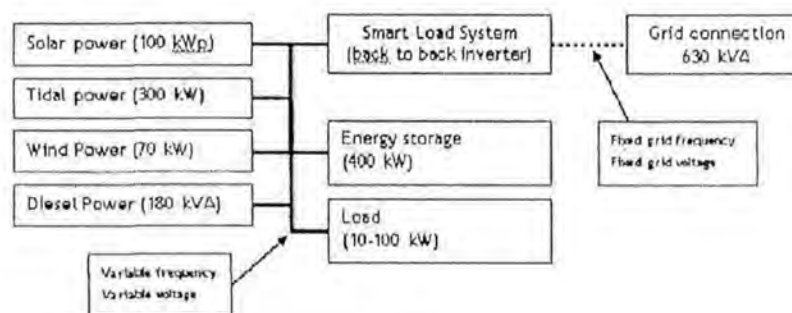 Solar power (100 kWp)
Tidal power (300 kW)
Wind Power (70 kW)
Diesel Power (180 kVA)
Smart Load System
(back to back inverter)
Energy storage
(400 kW)
Load
(10-100 kW)
Grid connection
630 kVA
Fixed grid frequency
Fixed grid voltage
Variable frequency
Variable voltage